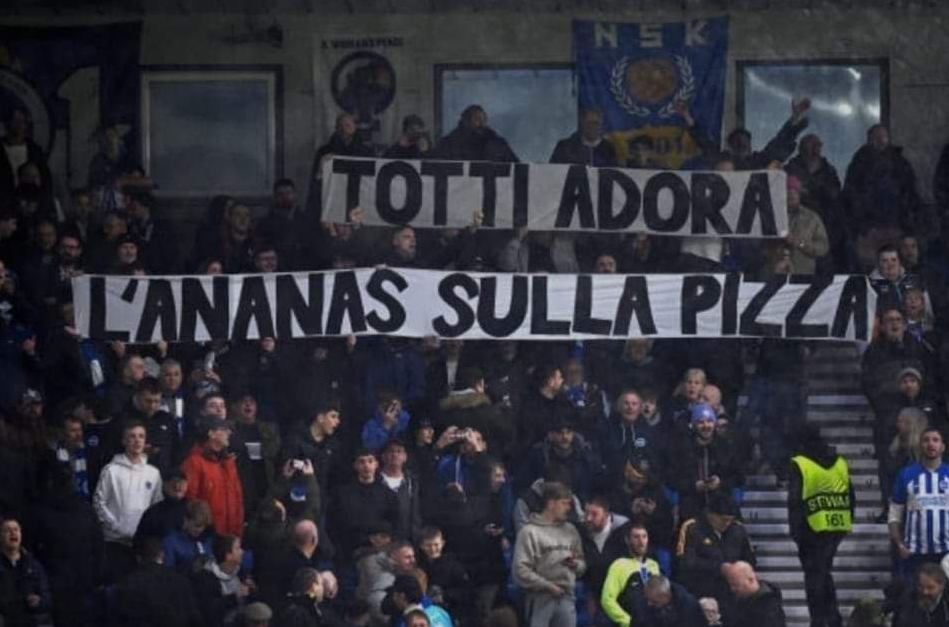 NSK
TOTTI ADORA
L'ANANAS SULLA PIZZA
STEWARD
161